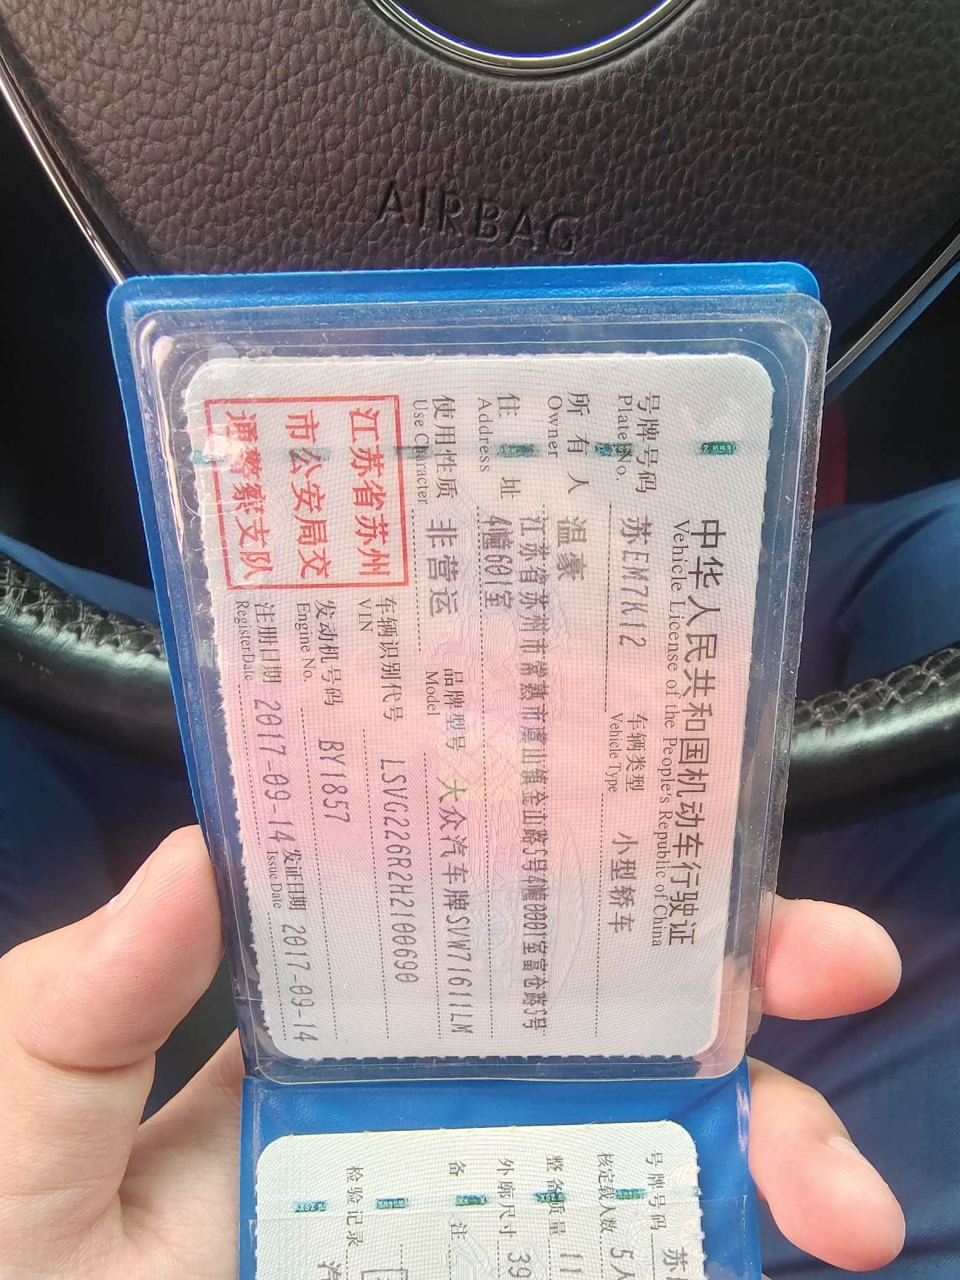 AIRBAG
中华人民共和国机动车行驶证
Vehicle License of the People's Republic of China
号牌号码 苏EM7K12 车辆类型 小型轿车
Plate No. Vehicle Type
所有人 温豪
Owner
住址 江苏省苏州市常熟市虞山镇金山路5号4幢0001室富仓路5号
4幢601室
Address
使用性质 非营运 品牌型号 大众汽车牌SVW71611LM
Use Character Model
江苏省苏州
市公安局交
通警察支队
车辆识别代号 LSVG226R2H2100690
VIN
发动机号码 BY1857
Engine No.
注册日期 2017-09-14 发证日期 2017-09-14
Register Date Issue Date
号牌号码 苏
核定载人数 5人
整备质量 11
外廓尺寸 39
备注
检验记录